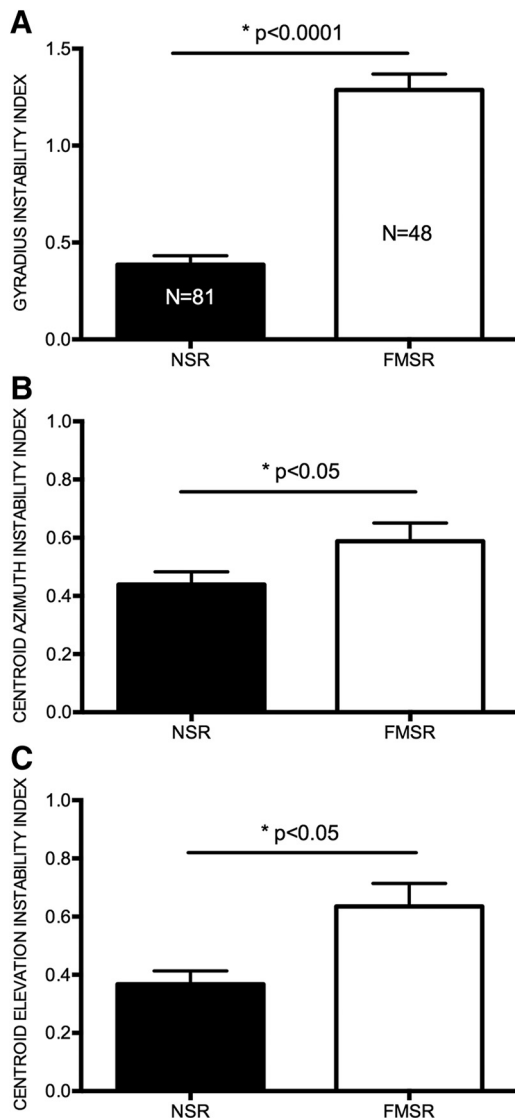 A
* p<0.0001
GYRADIUS INSTABILITY INDEX
1.5
1.0
0.5
0.0
N=81
N=48
NSR
FMSR
B
* p<0.05
CENTROID AZIMUTH INSTABILITY INDEX
1.0
0.8
0.6
0.4
0.2
0.0
NSR
FMSR
C
* p<0.05
CENTROID ELEVATION INSTABILITY INDEX
1.0
0.8
0.6
0.4
0.2
0.0
NSR
FMSR